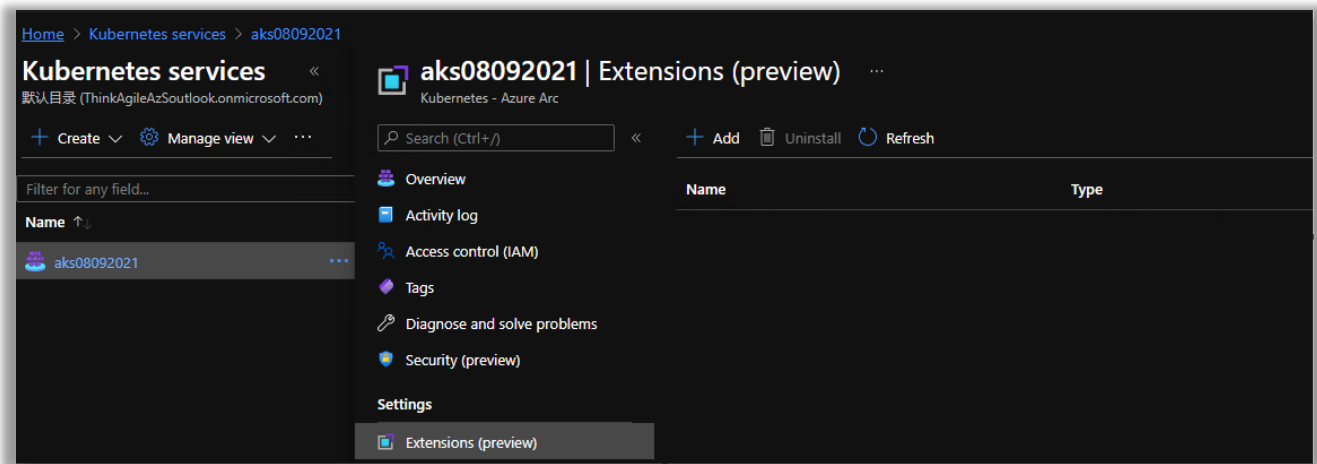 Home > Kubernetes services > aks08092021
Kubernetes services «
默认目录 (ThinkAgileAzSoutlook.onmicrosoft.com)
+ Create Manage view ...
Filter for any field...
Name ↑↓
aks08092021 ...
aks08092021 | Extensions (preview) ...
Kubernetes - Azure Arc
Search (Ctrl+/) «
Overview
Activity log
Access control (IAM)
Tags
Diagnose and solve problems
Security (preview)
Settings
Extensions (preview)
+ Add Uninstall Refresh
Name Type